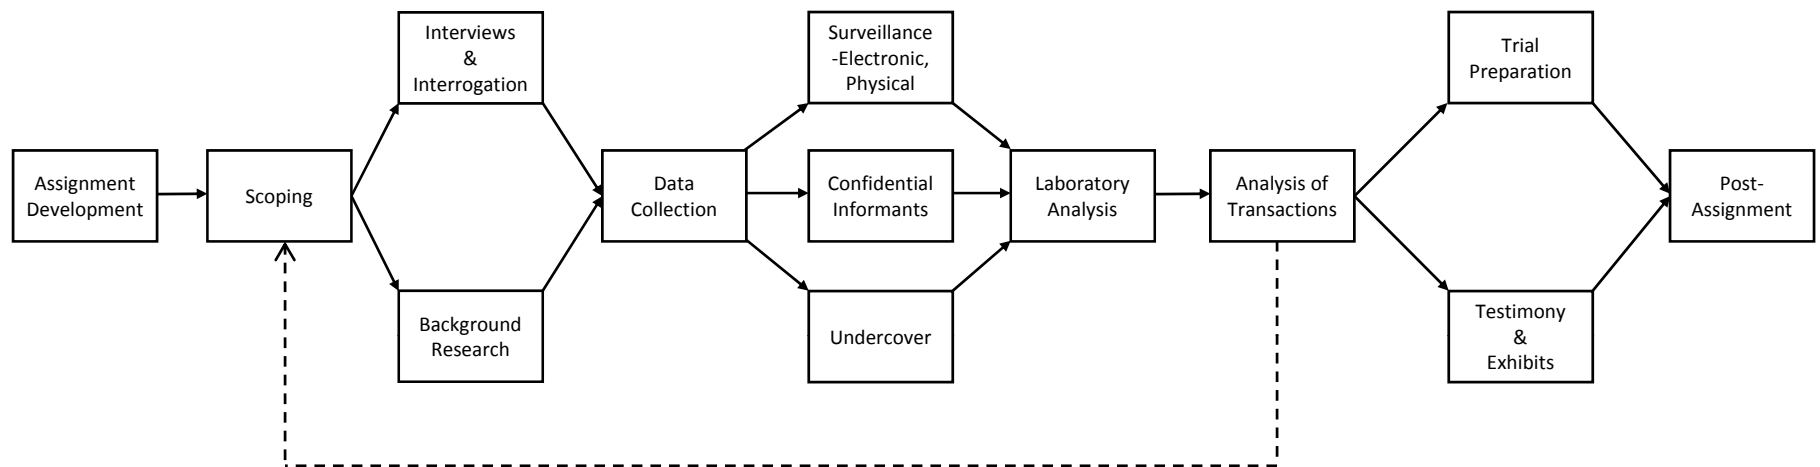 Assignment
Development
Scoping
Interviews
&
Interrogation
Background
Research
Data
Collection
Surveillance
-Electronic,
Physical
Confidential
Informants
Undercover
Laboratory
Analysis
Analysis of
Transactions
Trial
Preparation
Testimony
&
Exhibits
Post-
Assignment